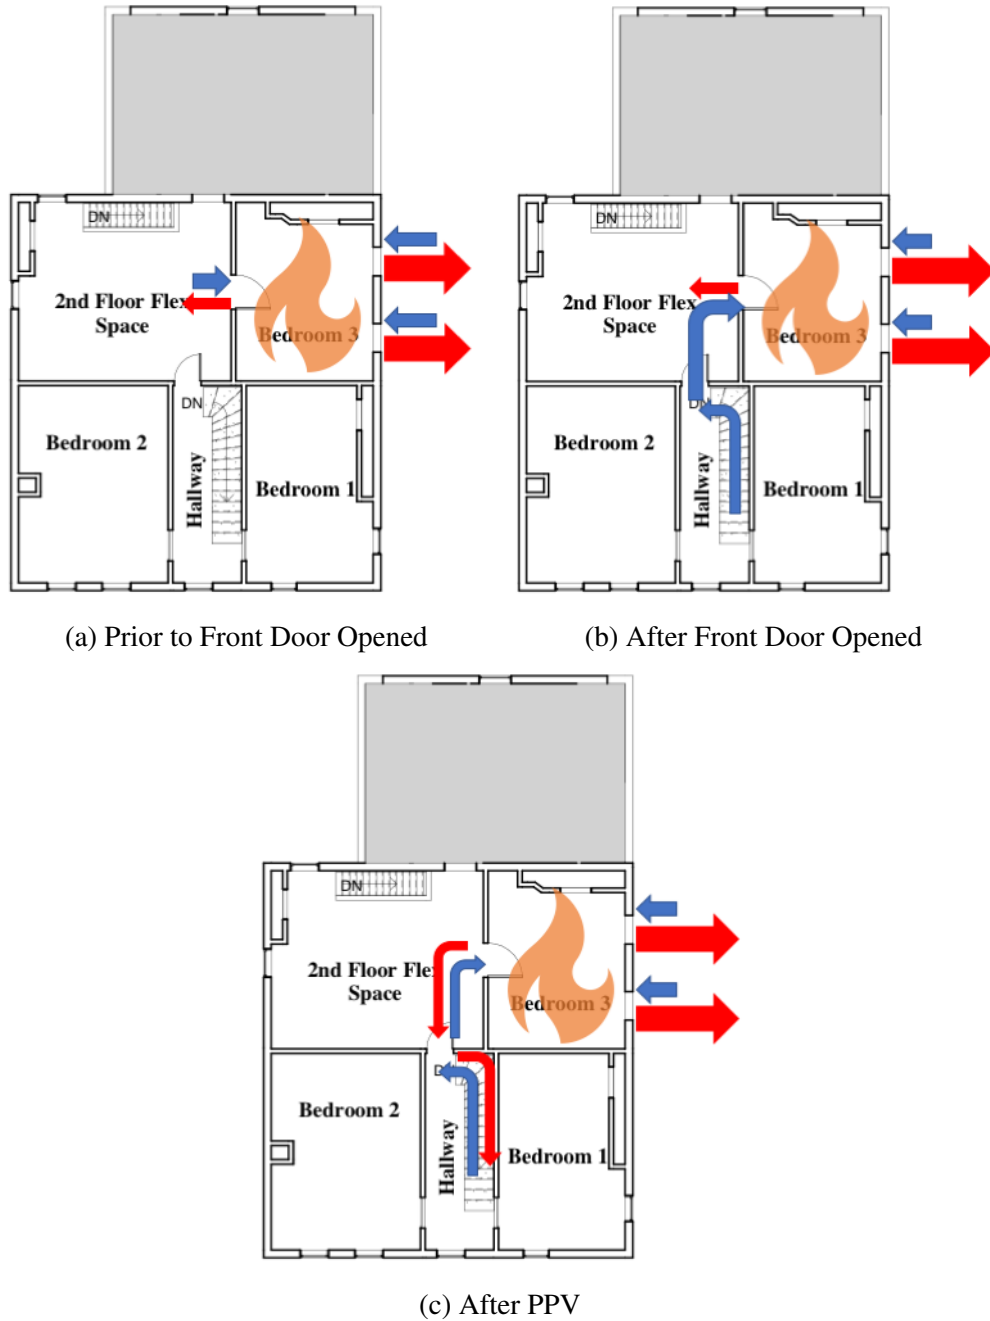 DN
2nd Floor Flex
Space
Bedroom 3
DN
Bedroom 2
Hallway
Bedroom 1
(a) Prior to Front Door Opened
DN
2nd Floor Flex
Space
Bedroom 3
DN
Bedroom 2
Hallway
Bedroom 1
(b) After Front Door Opened
DN
2nd Floor Flex
Space
Bedroom 3
D
Bedroom 2
Hallway
Bedroom 1
(c) After PPV